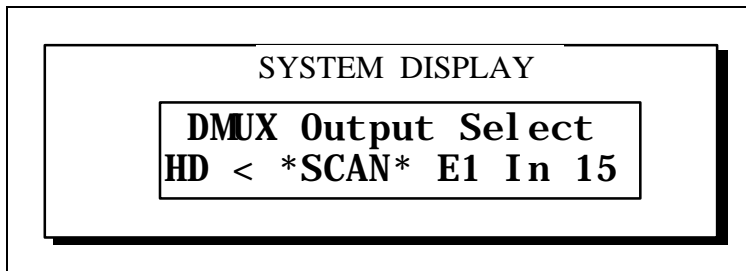 SYSTEM DISPLAY
DMUX Output Select
HD < *SCAN* E1 In 15